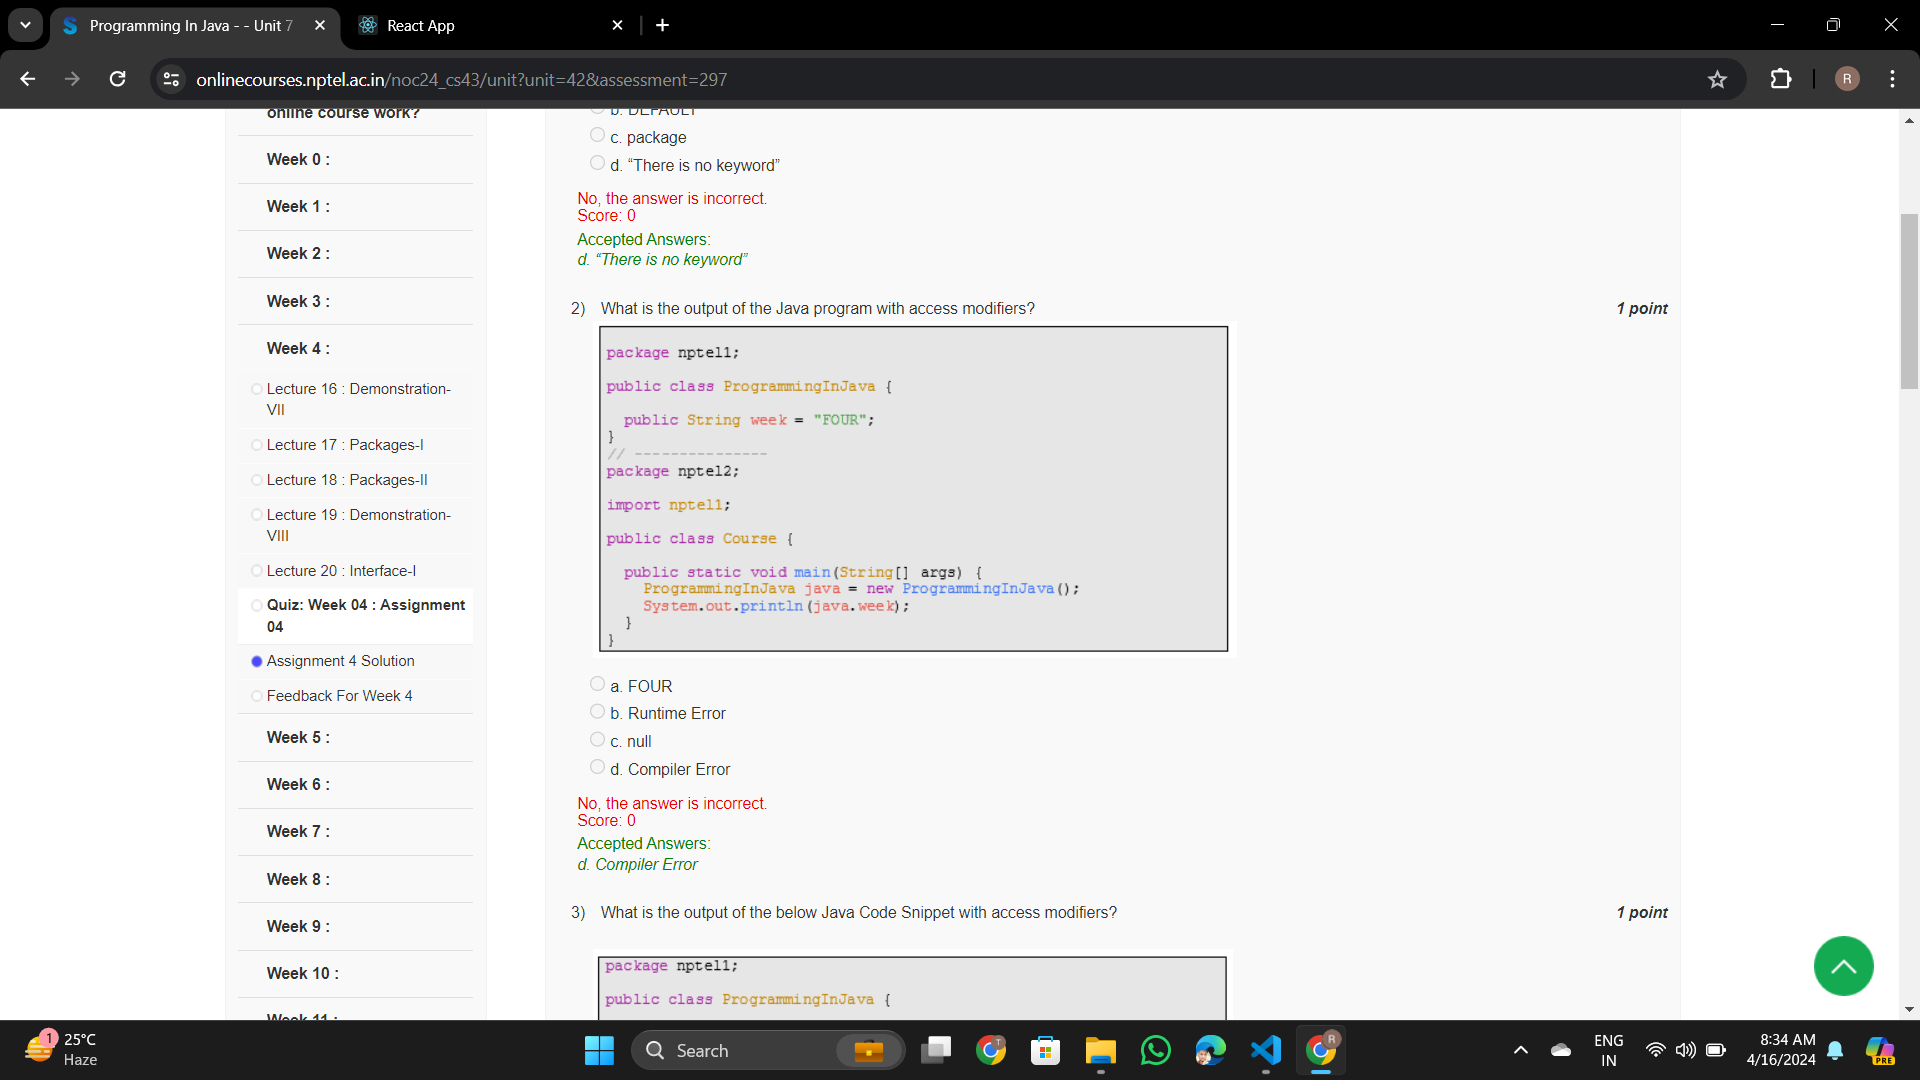 Programming In Java - - Unit 7
React App
onlinecourses.nptel.ac.in/noc24_cs43/unit?unit=42&assessment=297
R
online course work?
Week 0 :
Week 1 :
Week 2 :
Week 3 :
Week 4 :
Lecture 16 : Demonstration-
VII
Lecture 17 : Packages-I
Lecture 18 : Packages-II
Lecture 19 : Demonstration-
VIII
Lecture 20 : Interface-I
Quiz: Week 04 : Assignment
04
Assignment 4 Solution
Feedback For Week 4
Week 5 :
Week 6 :
Week 7 :
Week 8 :
Week 9 :
Week 10 :
Week 11 :
b. DEFAULT
c. package
d. “There is no keyword”
No, the answer is incorrect.
Score: 0
Accepted Answers:
d. “There is no keyword”
2) What is the output of the Java program with access modifiers?
1 point
package nptel1;
public class ProgrammingInJava {
public String week = "FOUR";
}
// ---------------
package nptel2;
import nptel1;
public class Course {
public static void main(String[] args) {
ProgrammingInJava java = new ProgrammingInJava();
System.out.println(java.week);
}
}
a. FOUR
b. Runtime Error
c. null
d. Compiler Error
No, the answer is incorrect.
Score: 0
Accepted Answers:
d. Compiler Error
3) What is the output of the below Java Code Snippet with access modifiers?
1 point
package nptel1;
public class ProgrammingInJava {
1
25°C
Haze
Search
T
R
ENG
IN
8:34 AM
4/16/2024
PRE